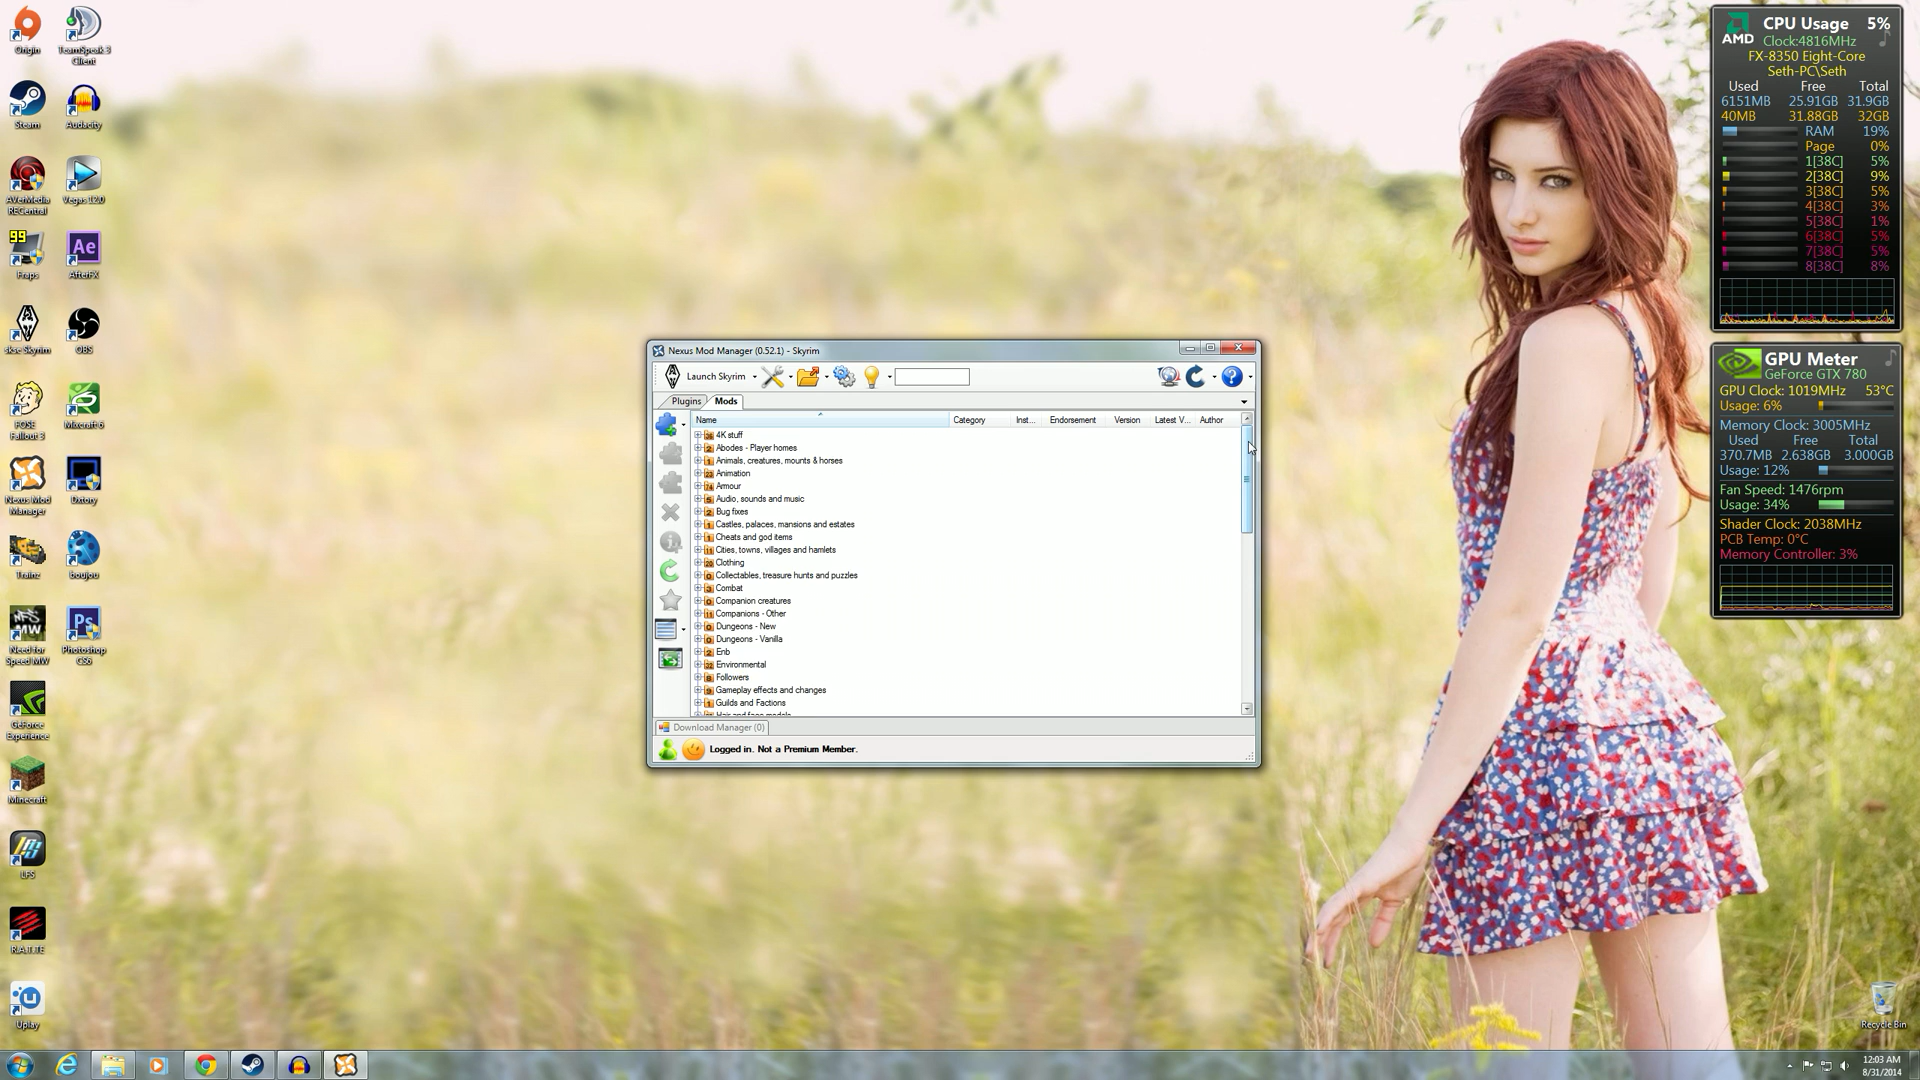 Origin
TeamSpeak 3
Client
Steam
Audacity
AVerMedia
RECentral
Vegas 12.0
99
Fraps
Ae
AfterFX
skse Skyrim
OBS
FOSE
Fallout 3
Mixcraft 6
Nexus Mod
Manager
Dxtory
Trainz
boujou
NFS
MW
Need for
Speed MW
Ps
Photoshop
CS6
GeForce
Experience
Minecraft
LFS
R.A.T.TE
Uplay
Nexus Mod Manager (0.52.1) - Skyrim
Launch Skyrim
Plugins
Mods
Name
Category
Inst...
Endorsement
Version
Latest V...
Author
4K stuff
Abodes - Player homes
Animals, creatures, mounts & horses
Animation
Armour
Audio, sounds and music
Bug fixes
Castles, palaces, mansions and estates
Cheats and god items
Cities, towns, villages and hamlets
Clothing
Collectables, treasure hunts and puzzles
Combat
Companion creatures
Companions - Other
Dungeons - New
Dungeons - Vanilla
Enb
Environmental
Followers
Gameplay effects and changes
Guilds and Factions
Download Manager (0)
Logged in. Not a Premium Member.
AMD
CPU Usage 5%
Clock:4816MHz
FX-8350 Eight-Core
Seth-PC\Seth
Used Free Total
6151MB 25.91GB 31.9GB
40MB 31.88GB 32GB
RAM 19%
Page 0%
1[38C] 5%
2[38C] 9%
3[38C] 5%
4[38C] 3%
5[38C] 1%
6[38C] 5%
7[38C] 5%
8[38C] 8%
GPU Meter
GeForce GTX 780
GPU Clock: 1019MHz 53°C
Usage: 6%
Memory Clock: 3005MHz
Used Free Total
370.7MB 2.638GB 3.000GB
Usage: 12%
Fan Speed: 1476rpm
Usage: 34%
Shader Clock: 2038MHz
PCB Temp: 0°C
Memory Controller: 3%
Recycle Bin
12:03 AM
8/31/2014